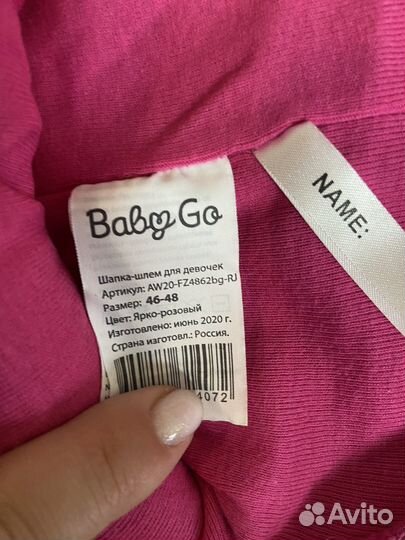 Baby Go
Шапка-шлем для девочек
Артикул: AW20-FZ4862bg-RJ
Размер: 46-48
Цвет: Ярко-розовый
Изготовлено: июнь 2020 г.
Страна изготовл.: Россия.
4072
NAME:
Avito